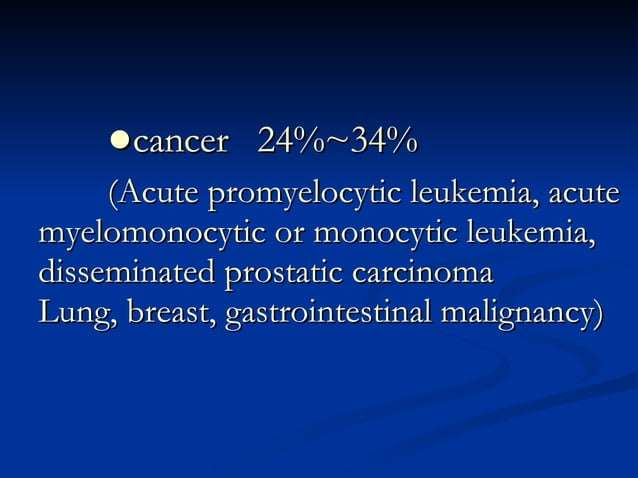 ●cancer 24%~34%
(Acute promyelocytic leukemia, acute
myelomonocytic or monocytic leukemia,
disseminated prostatic carcinoma
Lung, breast, gastrointestinal malignancy)